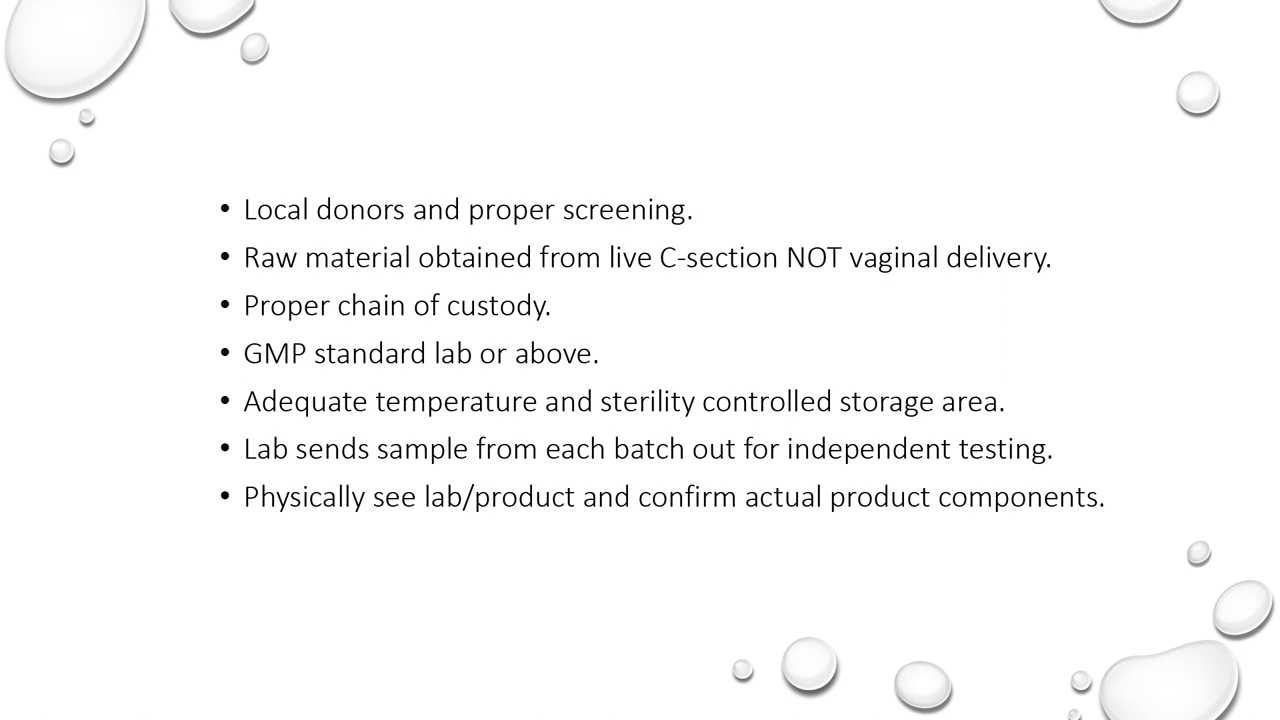 • Local donors and proper screening.
• Raw material obtained from live C-section NOT vaginal delivery.
• Proper chain of custody.
• GMP standard lab or above.
• Adequate temperature and sterility controlled storage area.
• Lab sends sample from each batch out for independent testing.
• Physically see lab/product and confirm actual product components.